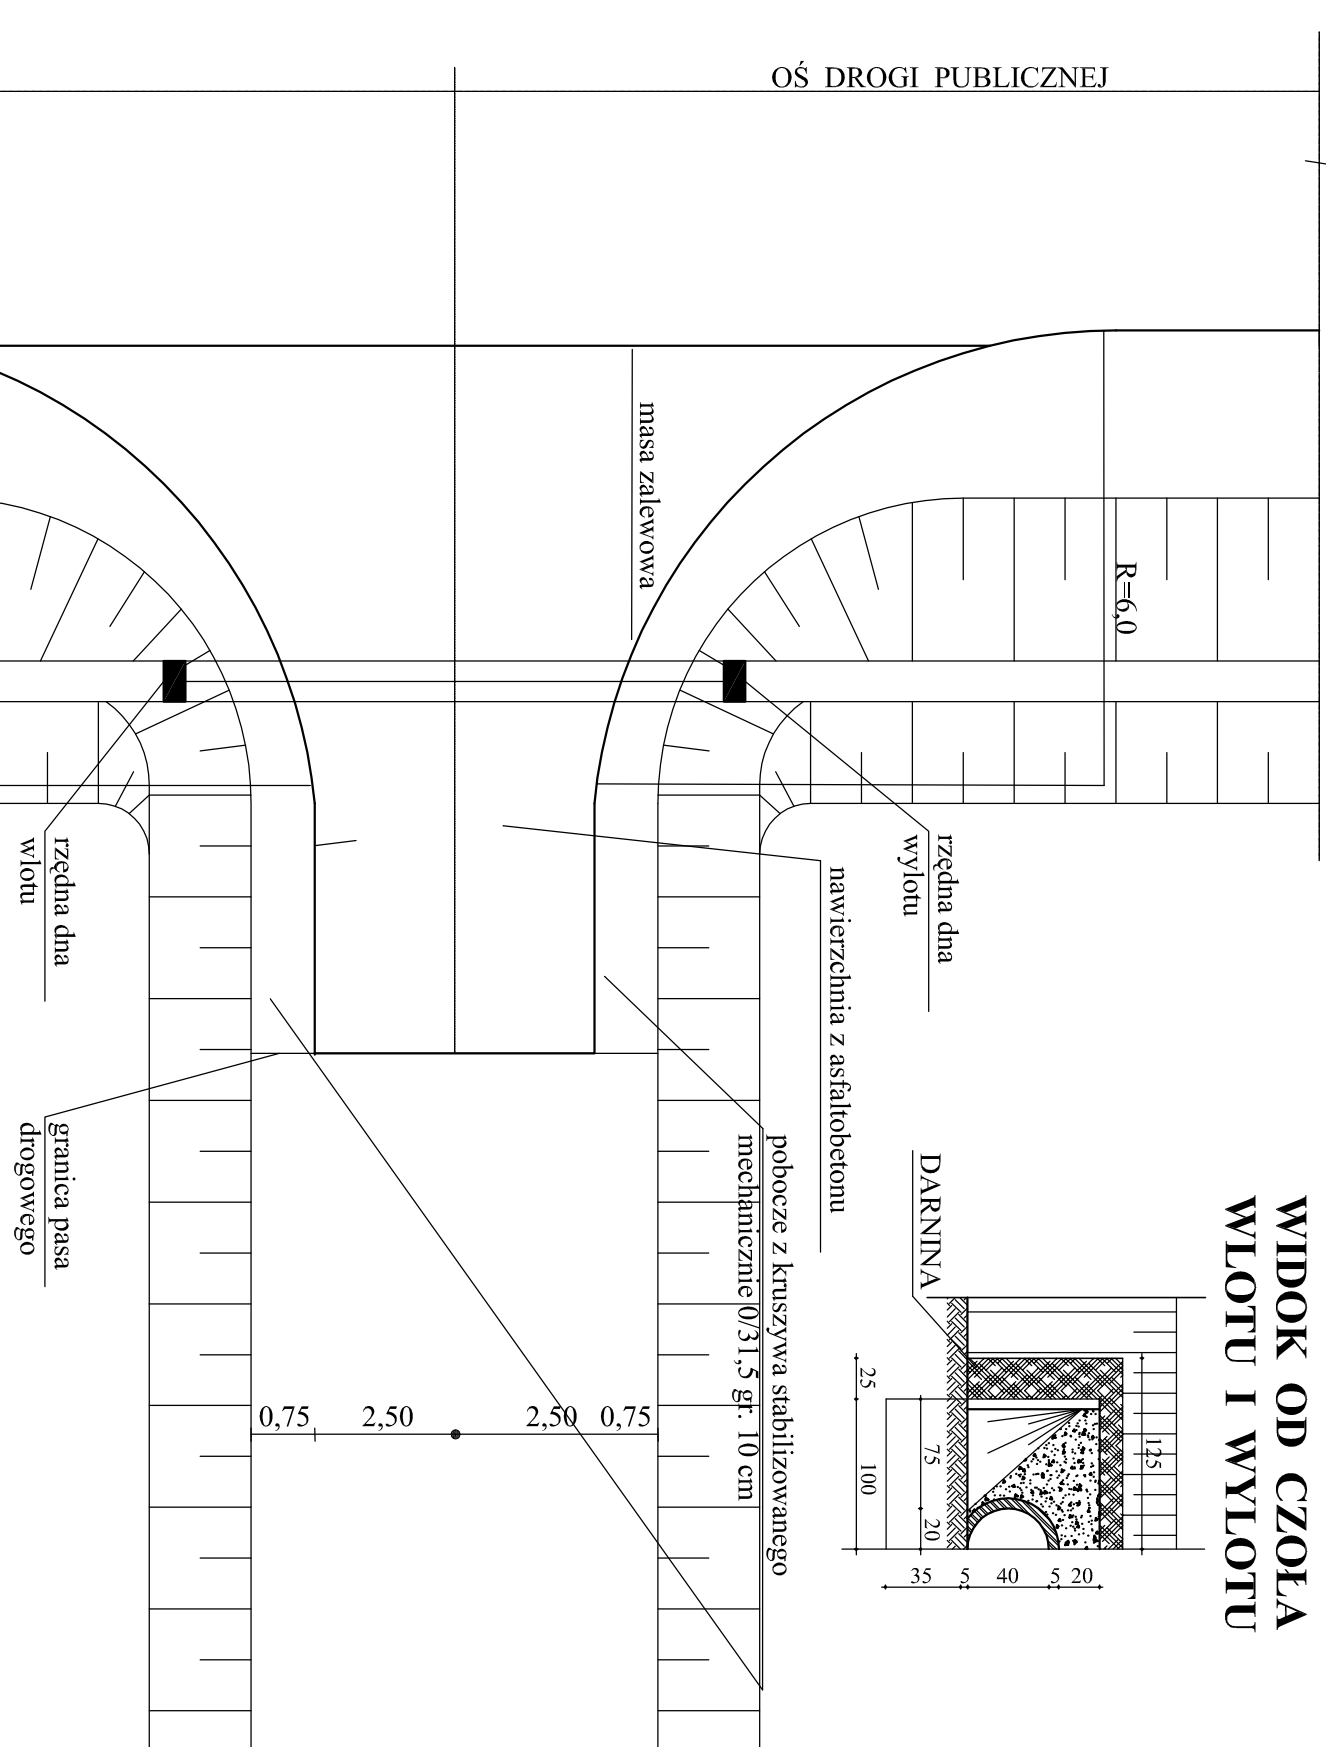 OŚ DROGI PUBLICZNEJ
masa zalewowa
R=6,0
rzędna dna
wylotu
rzędna dna
wlotu
nawierzchnia z asfaltobetonu
pobocze z kruszywa stabilizowanego
mechanicznie 0/31,5 gr. 10 cm
granica pasa
drogowego
0,75 2,50 2,50 0,75
WIDOK OD CZOŁA
WLOTU I WYLOTU
DARNINA
125
25
100
75
20
35 5 40 5 20